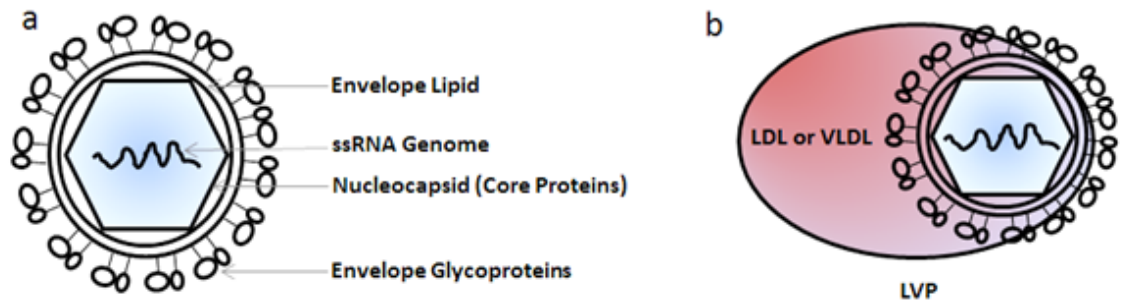 a
Envelope Lipid
ssRNA Genome
Nucleocapsid (Core Proteins)
Envelope Glycoproteins
b
LDL or VLDL
LVP